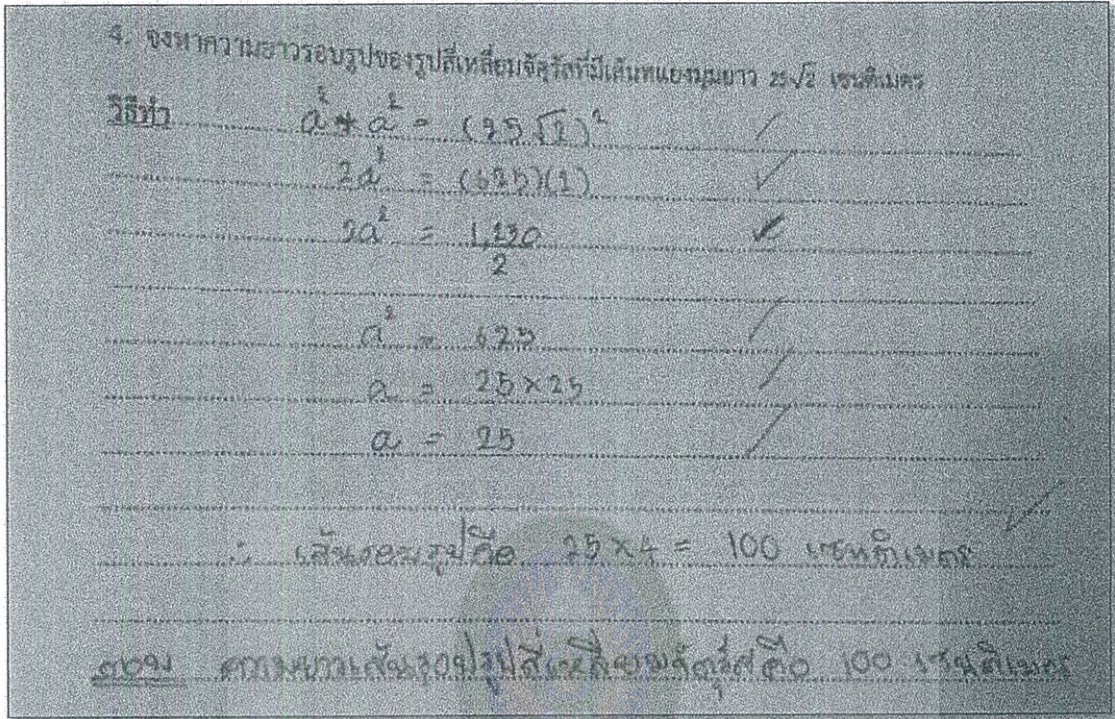 4. จงหาความยาวรอบรูปของรูปสี่เหลี่ยมจัตุรัสที่มีเส้นทแยงมุมยาว 25√2 เซนติเมตร
วิธีทำ a² + a² = (25√2)²
2a² = (625)(2)
2a² = 1,250/2
a² = 625
a = 25×25
a = 25
∴ เส้นรอบรูปคือ 25×4 = 100 เซนติเมตร
ตอบ ความยาวเส้นรอบรูปสี่เหลี่ยมจัตุรัสคือ 100 เซนติเมตร